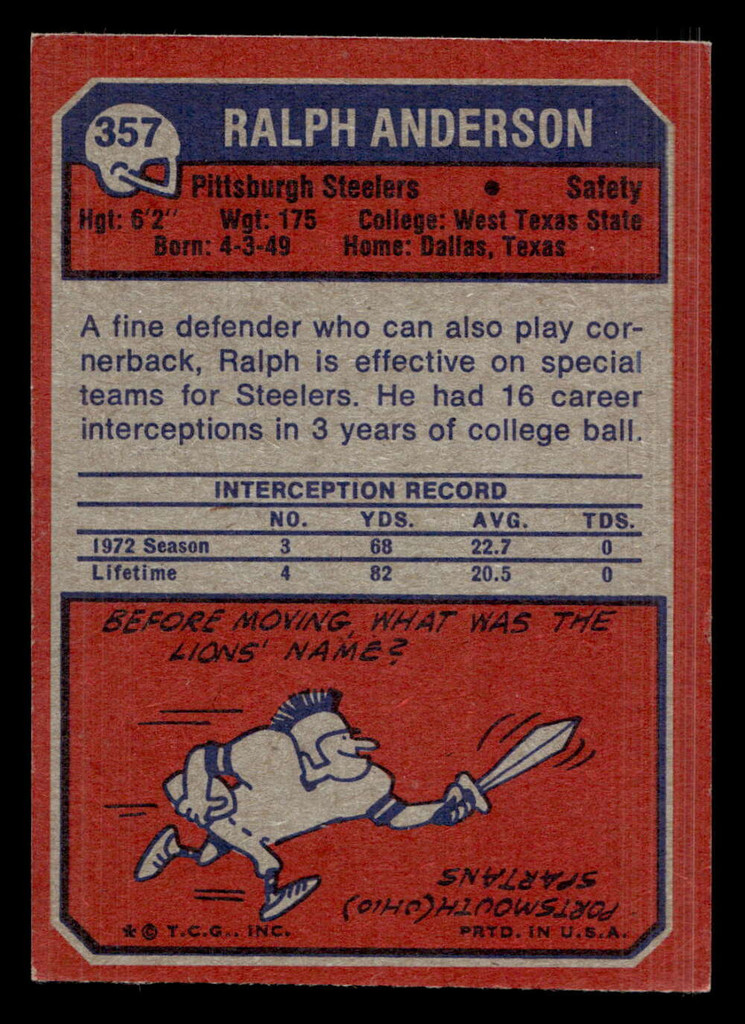 357
RALPH ANDERSON
Pittsburgh Steelers • Safety
Hgt: 6'2" Wgt: 175 College: West Texas State
Born: 4-3-49 Home: Dallas, Texas
A fine defender who can also play cor-
nerback, Ralph is effective on special
teams for Steelers. He had 16 career
interceptions in 3 years of college ball.
INTERCEPTION RECORD
NO. YDS. AVG. TDS.
1972 Season 3 68 22.7 0
Lifetime 4 82 20.5 0
BEFORE MOVING, WHAT WAS THE
LIONS' NAME?
PORTSMOUTH (OHIO)
SPARTANS
* © T.C.G., INC. PRTD. IN U.S.A.